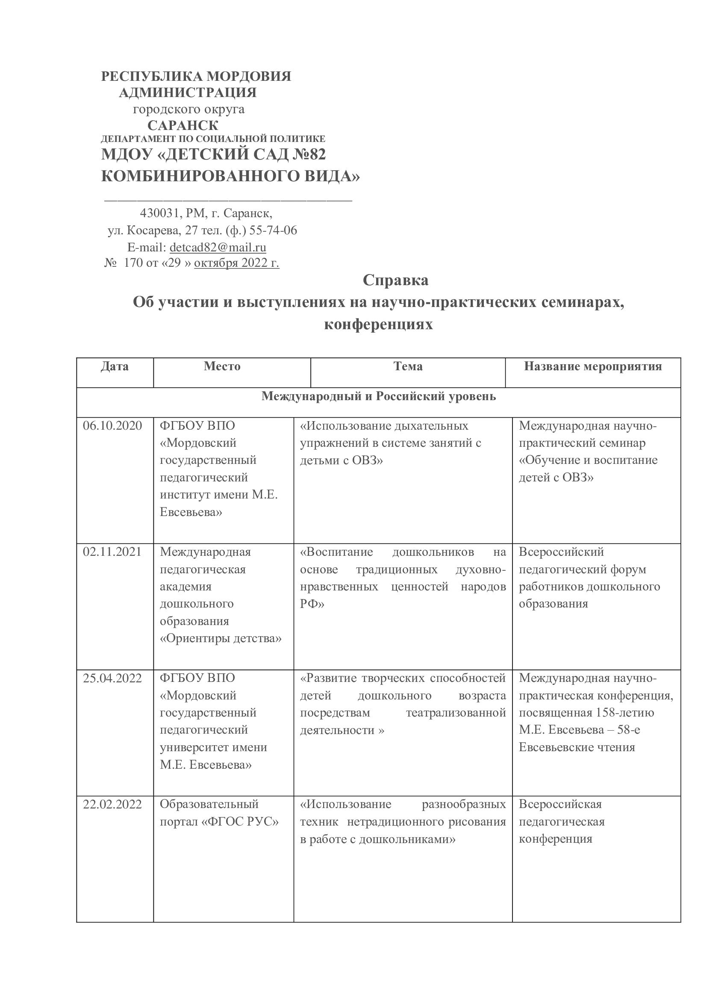 РЕСПУБЛИКА МОРДОВИЯ
АДМИНИСТРАЦИЯ
городского округа
САРАНСК
ДЕПАРТАМЕНТ ПО СОЦИАЛЬНОЙ ПОЛИТИКЕ
МДОУ «ДЕТСКИЙ САД №82
КОМБИНИРОВАННОГО ВИДА»
______________________________________
430031, РМ, г. Саранск,
ул. Косарева, 27 тел. (ф.) 55-74-06
E-mail: detcad82@mail.ru
№ 170 от «29 » октября 2022 г.
Справка
Об участии и выступлениях на научно-практических семинарах,
конференциях
Дата Место Тема Название мероприятия
Международный и Российский уровень
06.10.2020
ФГБОУ ВПО
«Мордовский
государственный
педагогический
институт имени М.Е.
Евсевьева»
«Использование дыхательных
упражнений в системе занятий с
детьми с ОВЗ»
Международная научно-
практический семинар
«Обучение и воспитание
детей с ОВЗ»
02.11.2021
Международная
педагогическая
академия
дошкольного
образования
«Ориентиры детства»
«Воспитание дошкольников на
основе традиционных духовно-
нравственных ценностей народов
РФ»
Всероссийский
педагогический форум
работников дошкольного
образования
25.04.2022
ФГБОУ ВПО
«Мордовский
государственный
педагогический
университет имени
М.Е. Евсевьева»
«Развитие творческих способностей
детей дошкольного возраста
посредствам театрализованной
деятельности »
Международная научно-
практическая конференция,
посвященная 158-летию
М.Е. Евсевьева – 58-е
Евсевьевские чтения
22.02.2022
Образовательный
портал «ФГОС РУС»
«Использование разнообразных
техник нетрадиционного рисования
в работе с дошкольниками»
Всероссийская
педагогическая
конференция